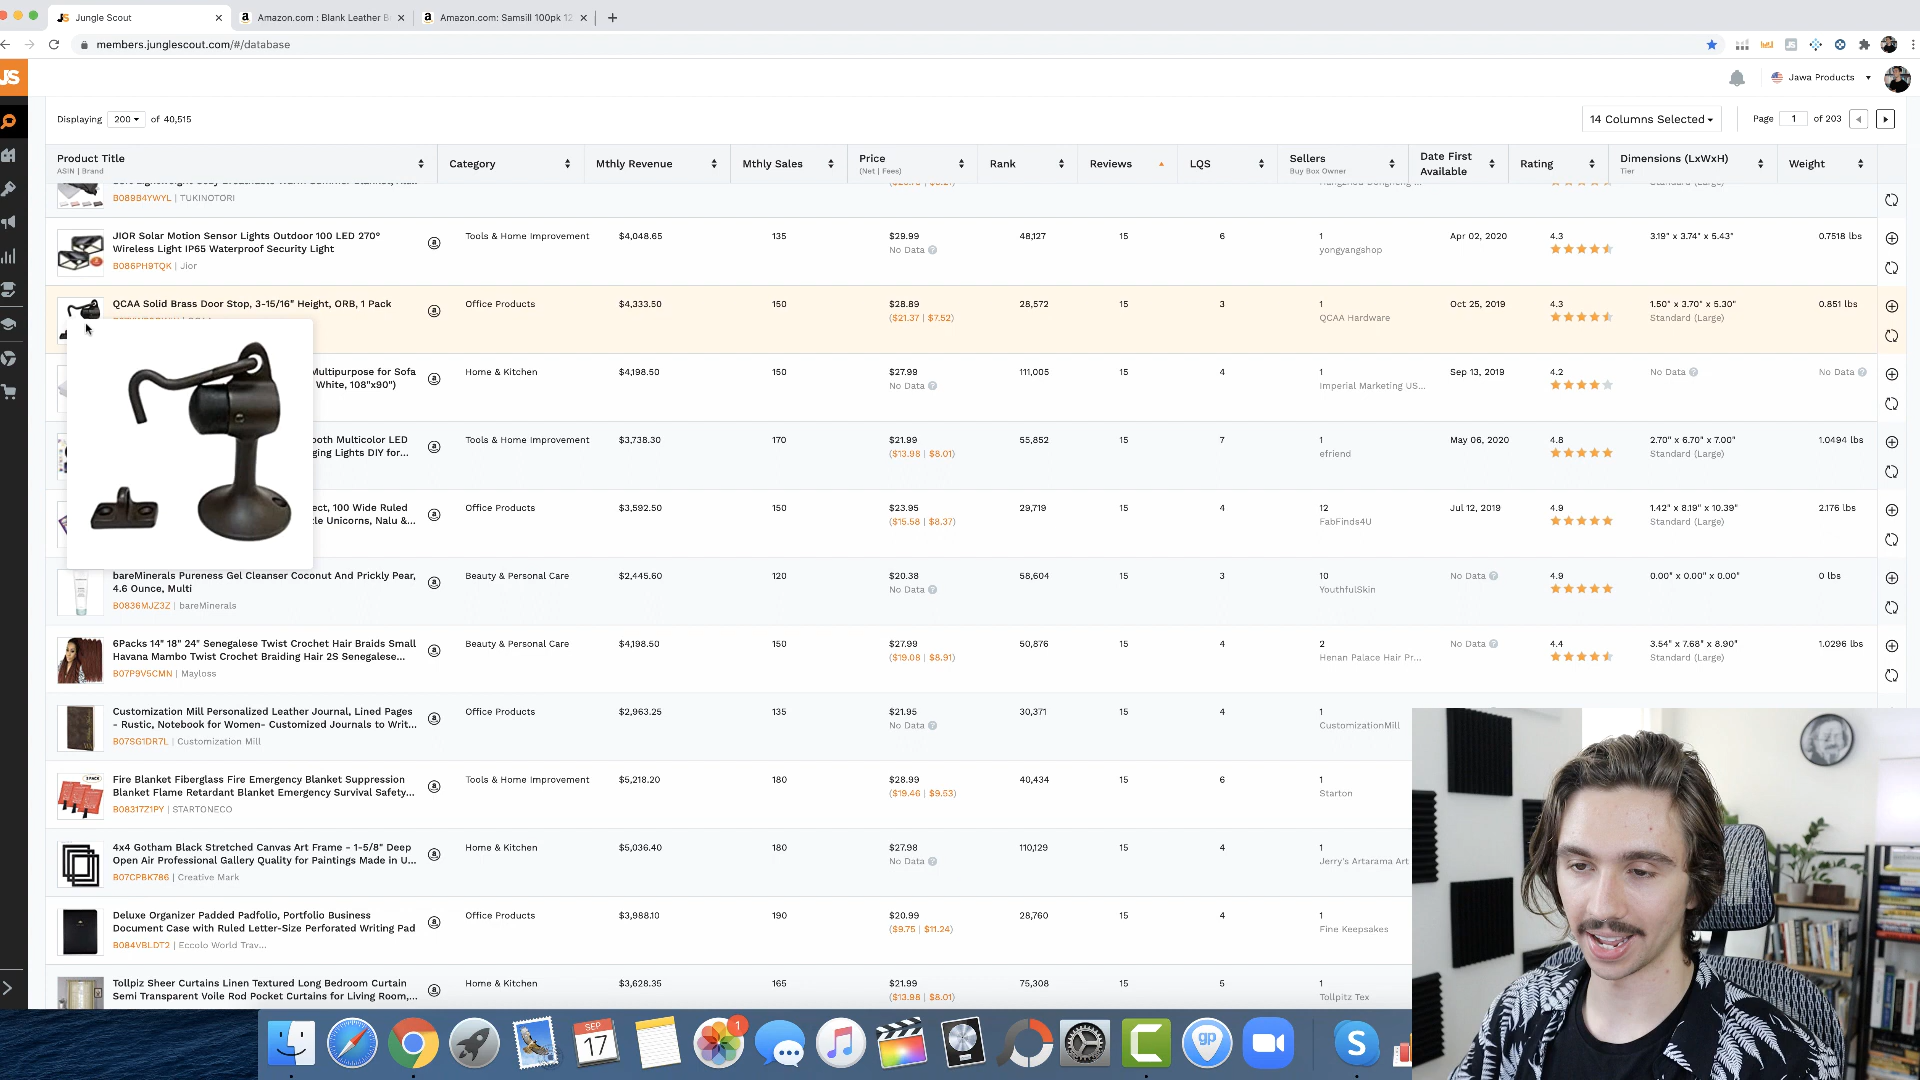 Jungle Scout
Amazon.com : Blank Leather B
Amazon.com: Samsill 100pk 12
members.junglescout.com/#/database
JS
Jawa Products
Displaying 200 of 40,515
14 Columns Selected
Page 1 of 203
Product Title
ASIN | Brand
Category
Mthly Revenue
Mthly Sales
Price
(Net | Fees)
Rank
Reviews
LQS
Sellers
Buy Box Owner
Date First
Available
Rating
Dimensions (LxWxH)
Tier
Weight
B089B4YWYL | TUKINOTORI
JIOR Solar Motion Sensor Lights Outdoor 100 LED 270°
Wireless Light IP65 Waterproof Security Light
B086PH9TQK | Jior
Tools & Home Improvement
$4,048.65
135
$29.99
No Data
48,127
15
6
1
yongyangshop
Apr 02, 2020
4.3
3.19" x 3.74" x 5.43"
0.7518 lbs
QCAA Solid Brass Door Stop, 3-15/16" Height, ORB, 1 Pack
Office Products
$4,333.50
150
$28.89
($21.37 | $7.52)
28,572
15
3
1
QCAA Hardware
Oct 25, 2019
4.3
1.50" x 3.70" x 5.30"
Standard (Large)
0.851 lbs
Multipurpose for Sofa
White, 108"x90")
Home & Kitchen
$4,198.50
150
$27.99
No Data
111,005
15
4
1
Imperial Marketing US...
Sep 13, 2019
4.2
No Data
No Data
ooth Multicolor LED
ging Lights DIY for...
Tools & Home Improvement
$3,738.30
170
$21.99
($13.98 | $8.01)
55,852
15
7
1
efriend
May 06, 2020
4.8
2.70" x 6.70" x 7.00"
Standard (Large)
1.0494 lbs
ect, 100 Wide Ruled
tle Unicorns, Nalu &...
Office Products
$3,592.50
150
$23.95
($15.58 | $8.37)
29,719
15
4
12
FabFinds4U
Jul 12, 2019
4.9
1.42" x 8.19" x 10.39"
Standard (Large)
2.176 lbs
bareMinerals Pureness Gel Cleanser Coconut And Prickly Pear,
4.6 Ounce, Multi
B0836MJZ3Z | bareMinerals
Beauty & Personal Care
$2,445.60
120
$20.38
No Data
58,604
15
3
10
YouthfulSkin
No Data
4.9
0.00" x 0.00" x 0.00"
0 lbs
6Packs 14" 18" 24" Senegalese Twist Crochet Hair Braids Small
Havana Mambo Twist Crochet Braiding Hair 2S Senegalese...
B07P9V5CMN | Mayloss
Beauty & Personal Care
$4,198.50
150
$27.99
($19.08 | $8.91)
50,876
15
4
2
Henan Palace Hair Pr...
No Data
4.4
3.54" x 7.68" x 8.90"
Standard (Large)
1.0296 lbs
Customization Mill Personalized Leather Journal, Lined Pages
- Rustic, Notebook for Women- Customized Journals to Writ...
B07SG1DR7L | Customization Mill
Office Products
$2,963.25
135
$21.95
No Data
30,371
15
4
1
CustomizationMill
Fire Blanket Fiberglass Fire Emergency Blanket Suppression
Blanket Flame Retardant Blanket Emergency Survival Safety...
B08317Z1PY | STARTONECO
Tools & Home Improvement
$5,218.20
180
$28.99
($19.46 | $9.53)
40,434
15
6
1
Starton
4x4 Gotham Black Stretched Canvas Art Frame - 1-5/8" Deep
Open Air Professional Gallery Quality for Paintings Made in U...
B07CPBK786 | Creative Mark
Home & Kitchen
$5,036.40
180
$27.98
No Data
110,129
15
4
1
Jerry's Artarama Art
Deluxe Organizer Padded Padfolio, Portfolio Business
Document Case with Ruled Letter-Size Perforated Writing Pad
B084VBLDT2 | Eccolo World Trav...
Office Products
$3,988.10
190
$20.99
($9.75 | $11.24)
28,760
15
4
1
Fine Keepsakes
Tollpiz Sheer Curtains Linen Textured Long Bedroom Curtain
Semi Transparent Voile Rod Pocket Curtains for Living Room,...
Home & Kitchen
$3,628.35
165
$21.99
($13.98 | $8.01)
75,308
15
5
1
Tollpitz Tex
SEP
17
1
gp